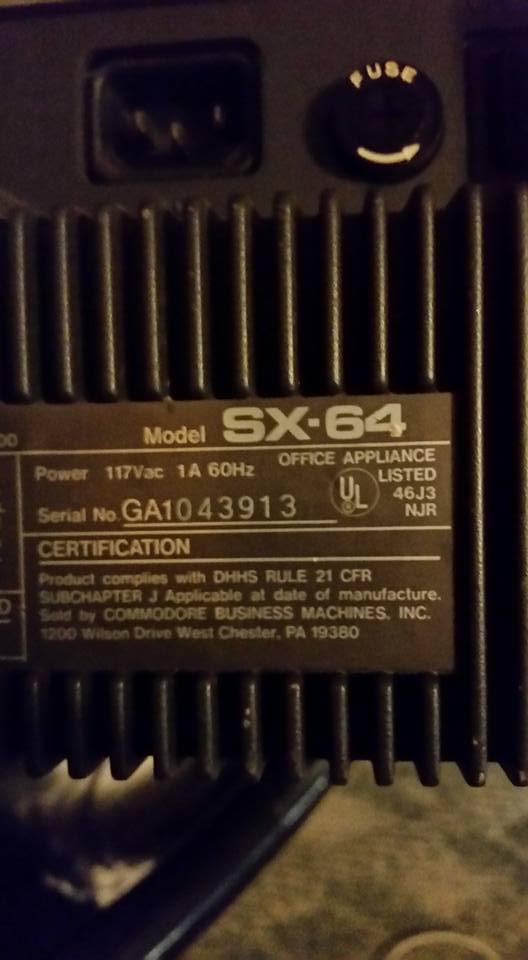 FUSE
Model SX-64
OFFICE APPLIANCE
Power 117Vac 1A 60Hz
LISTED
UL
46J3
Serial No. GA1043913
NJR
CERTIFICATION
Product complies with DHHS RULE 21 CFR
SUBCHAPTER J Applicable at date of manufacture.
Sold by COMMODORE BUSINESS MACHINES, INC.
1200 Wilson Drive West Chester, PA 19380